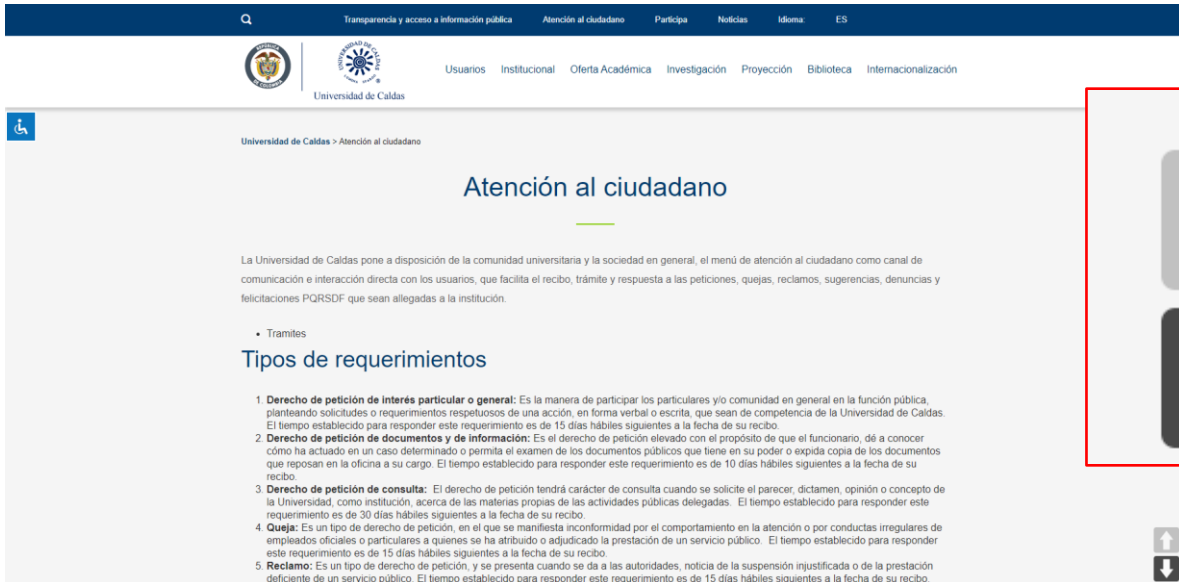 Transparencia y acceso a información pública Atención al ciudadano Participa Noticias Idioma: ES
REPÚBLICA DE COLOMBIA
UNIVERSIDAD DE CALDAS
Universidad de Caldas
Usuarios Institucional Oferta Académica Investigación Proyección Biblioteca Internacionalización
Universidad de Caldas > Atención al ciudadano
Atención al ciudadano
La Universidad de Caldas pone a disposición de la comunidad universitaria y la sociedad en general, el menú de atención al ciudadano como canal de
comunicación e interacción directa con los usuarios, que facilita el recibo, trámite y respuesta a las peticiones, quejas, reclamos, sugerencias, denuncias y
felicitaciones PQRSDF que sean allegadas a la institución.
• Tramites
Tipos de requerimientos
1. Derecho de petición de interés particular o general: Es la manera de participar los particulares y/o comunidad en general en la función pública,
planteando solicitudes o requerimientos respetuosos de una acción, en forma verbal o escrita, que sean de competencia de la Universidad de Caldas.
El tiempo establecido para responder este requerimiento es de 15 días hábiles siguientes a la fecha de su recibo.
2. Derecho de petición de documentos y de información: Es el derecho de petición elevado con el propósito de que el funcionario, dé a conocer
cómo ha actuado en un caso determinado o permita el examen de los documentos públicos que tiene en su poder o expida copia de los documentos
que reposan en la oficina a su cargo. El tiempo establecido para responder este requerimiento es de 10 días hábiles siguientes a la fecha de su
recibo.
3. Derecho de petición de consulta: El derecho de petición tendrá carácter de consulta cuando se solicite el parecer, dictamen, opinión o concepto de
la Universidad, como institución, acerca de las materias propias de las actividades públicas delegadas. El tiempo establecido para responder este
requerimiento es de 30 días hábiles siguientes a la fecha de su recibo.
4. Queja: Es un tipo de derecho de petición, en el que se manifiesta inconformidad por el comportamiento en la atención o por conductas irregulares de
empleados oficiales o particulares a quienes se ha atribuido o adjudicado la prestación de un servicio público. El tiempo establecido para responder
este requerimiento es de 15 días hábiles siguientes a la fecha de su recibo.
5. Reclamo: Es un tipo de derecho de petición, y se presenta cuando se da a las autoridades, noticia de la suspensión injustificada o de la prestación
deficiente de un servicio público. El tiempo establecido para responder este requerimiento es de 15 días hábiles siguientes a la fecha de su recibo.